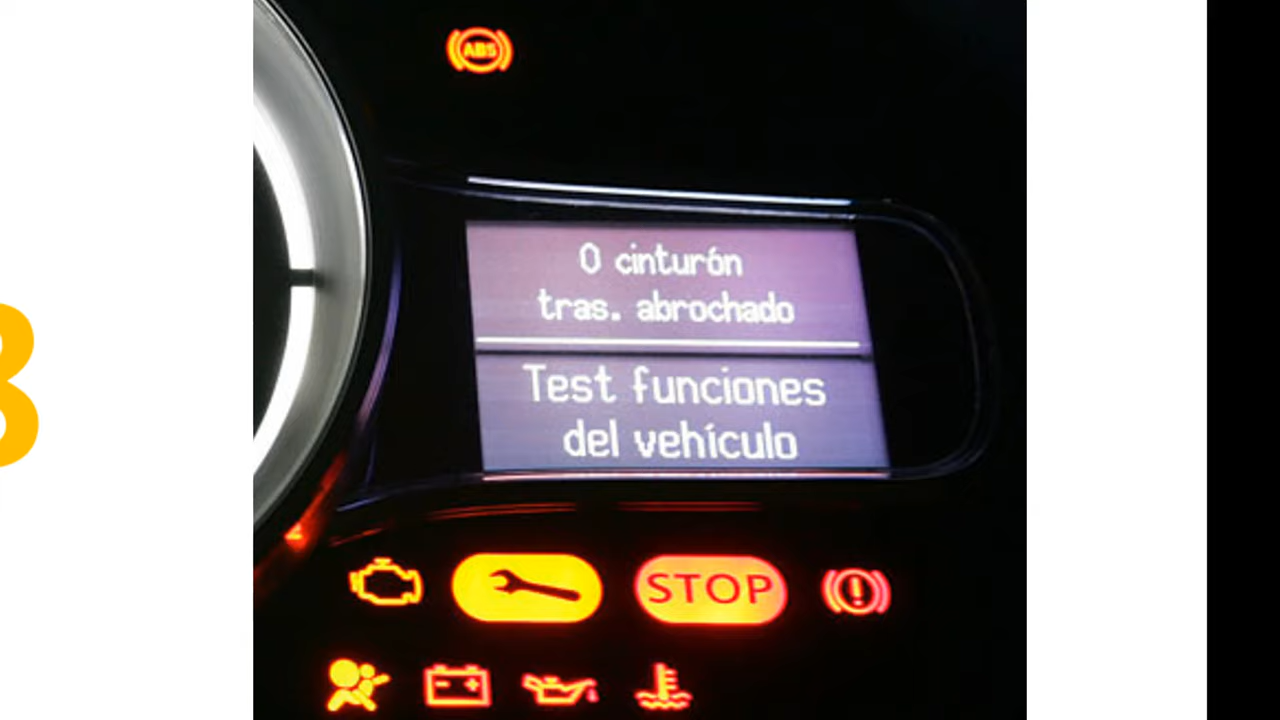 ABS
0 cinturón
tras. abrochado
Test funciones
del vehículo
STOP